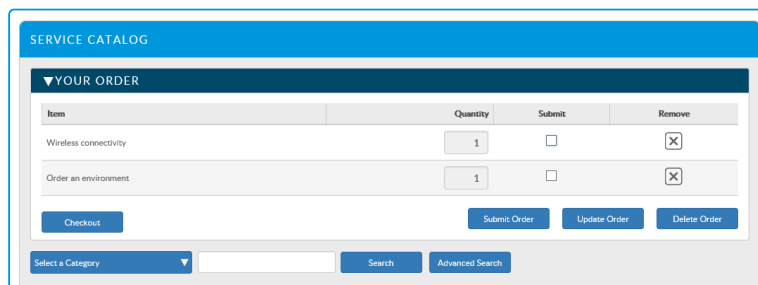 SERVICE CATALOG
▼YOUR ORDER
Item Quantity Submit Remove
Wireless connectivity 1
Order an environment 1
Checkout Submit Order Update Order Delete Order
Select a Category ▼ Search Advanced Search